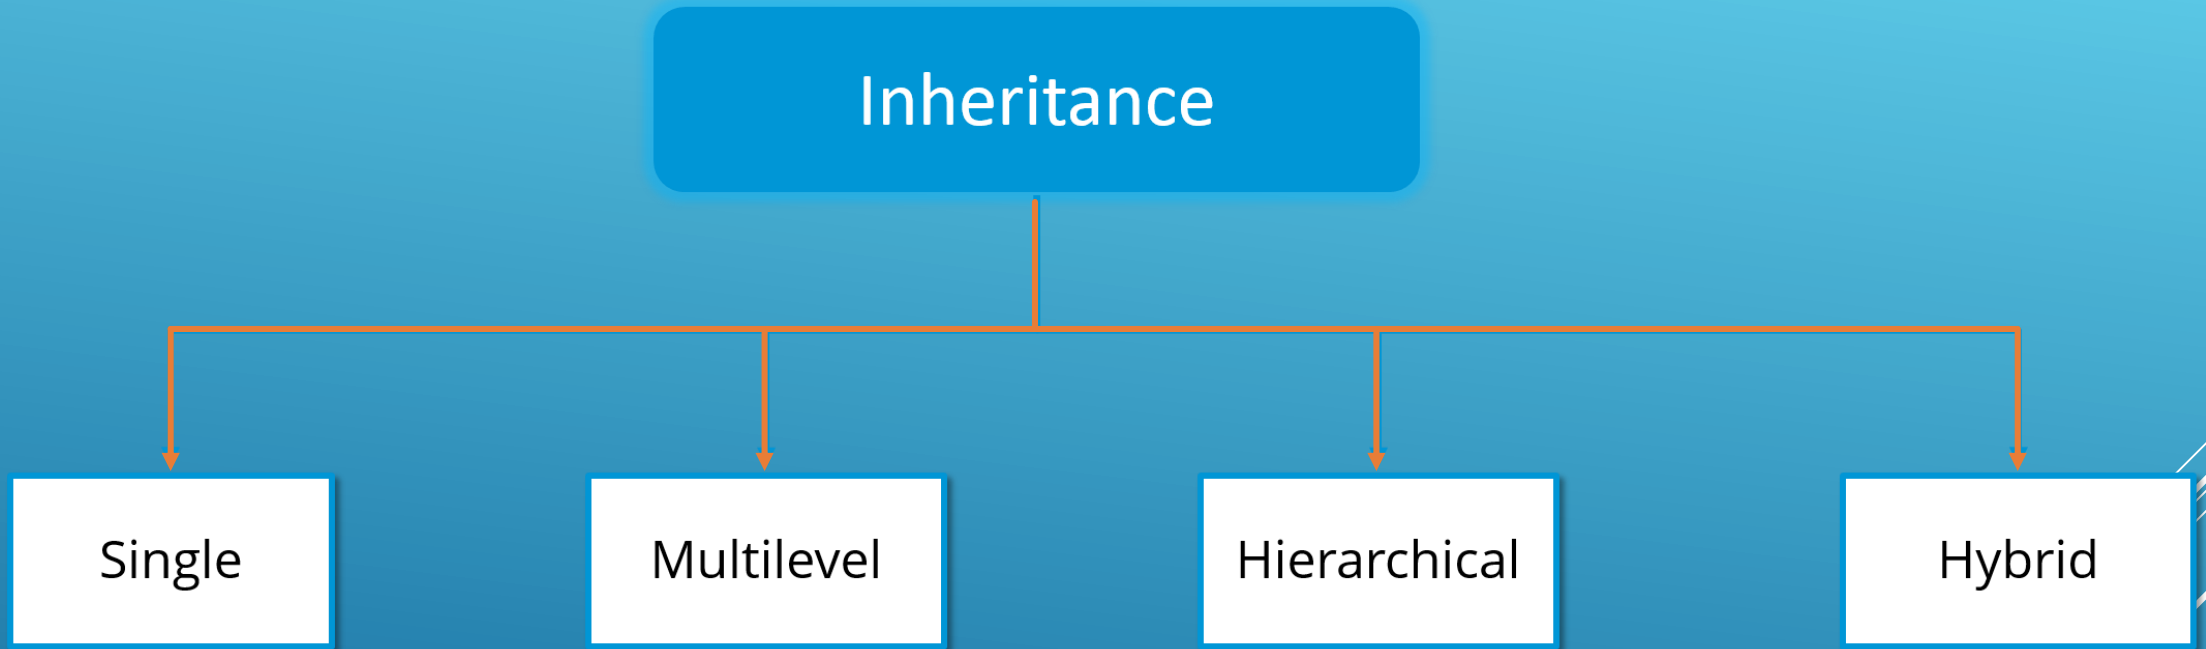 Inheritance
Single
Multilevel
Hierarchical
Hybrid